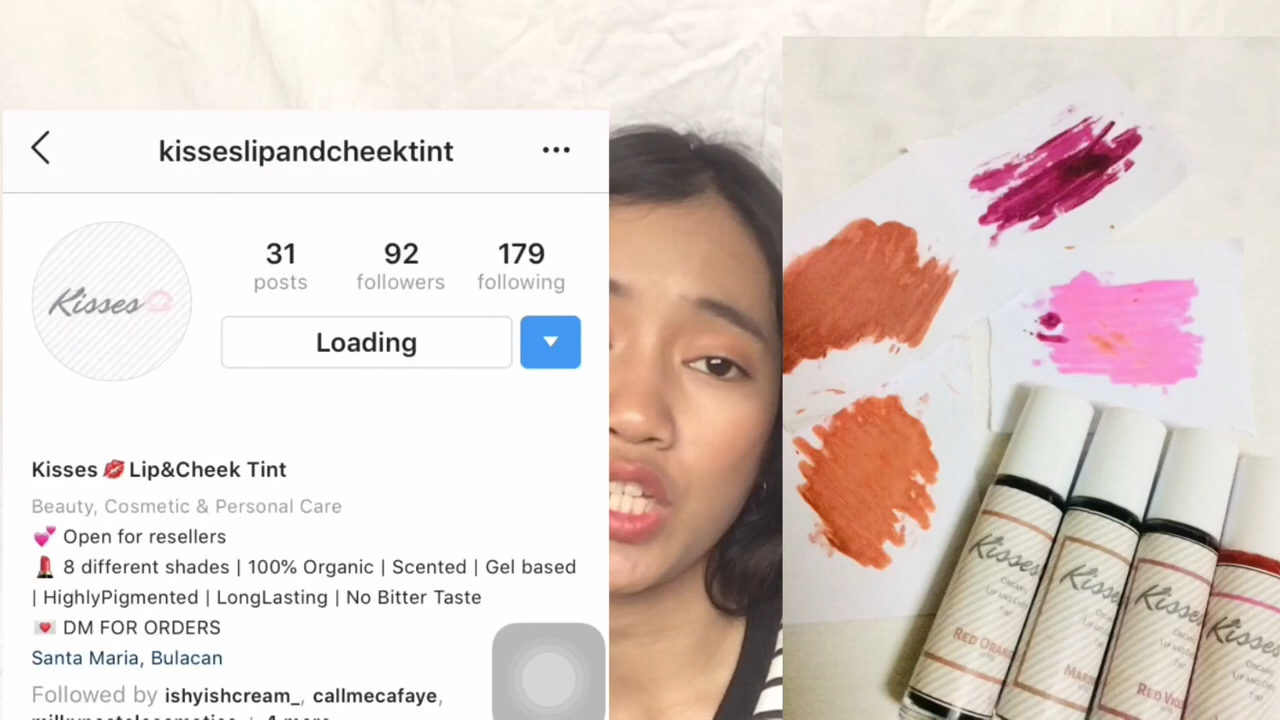 kisseslipandcheektint
Kisses
31
posts
92
followers
179
following
Loading
Kisses 💋 Lip&Cheek Tint
Beauty, Cosmetic & Personal Care
💕 Open for resellers
💄 8 different shades | 100% Organic | Scented | Gel based
| HighlyPigmented | LongLasting | No Bitter Taste
💌 DM FOR ORDERS
Santa Maria, Bulacan
Followed by ishyishcream_, callmecafaye,
Kisses
Red
Kisses
Kisses
Red
Kisses